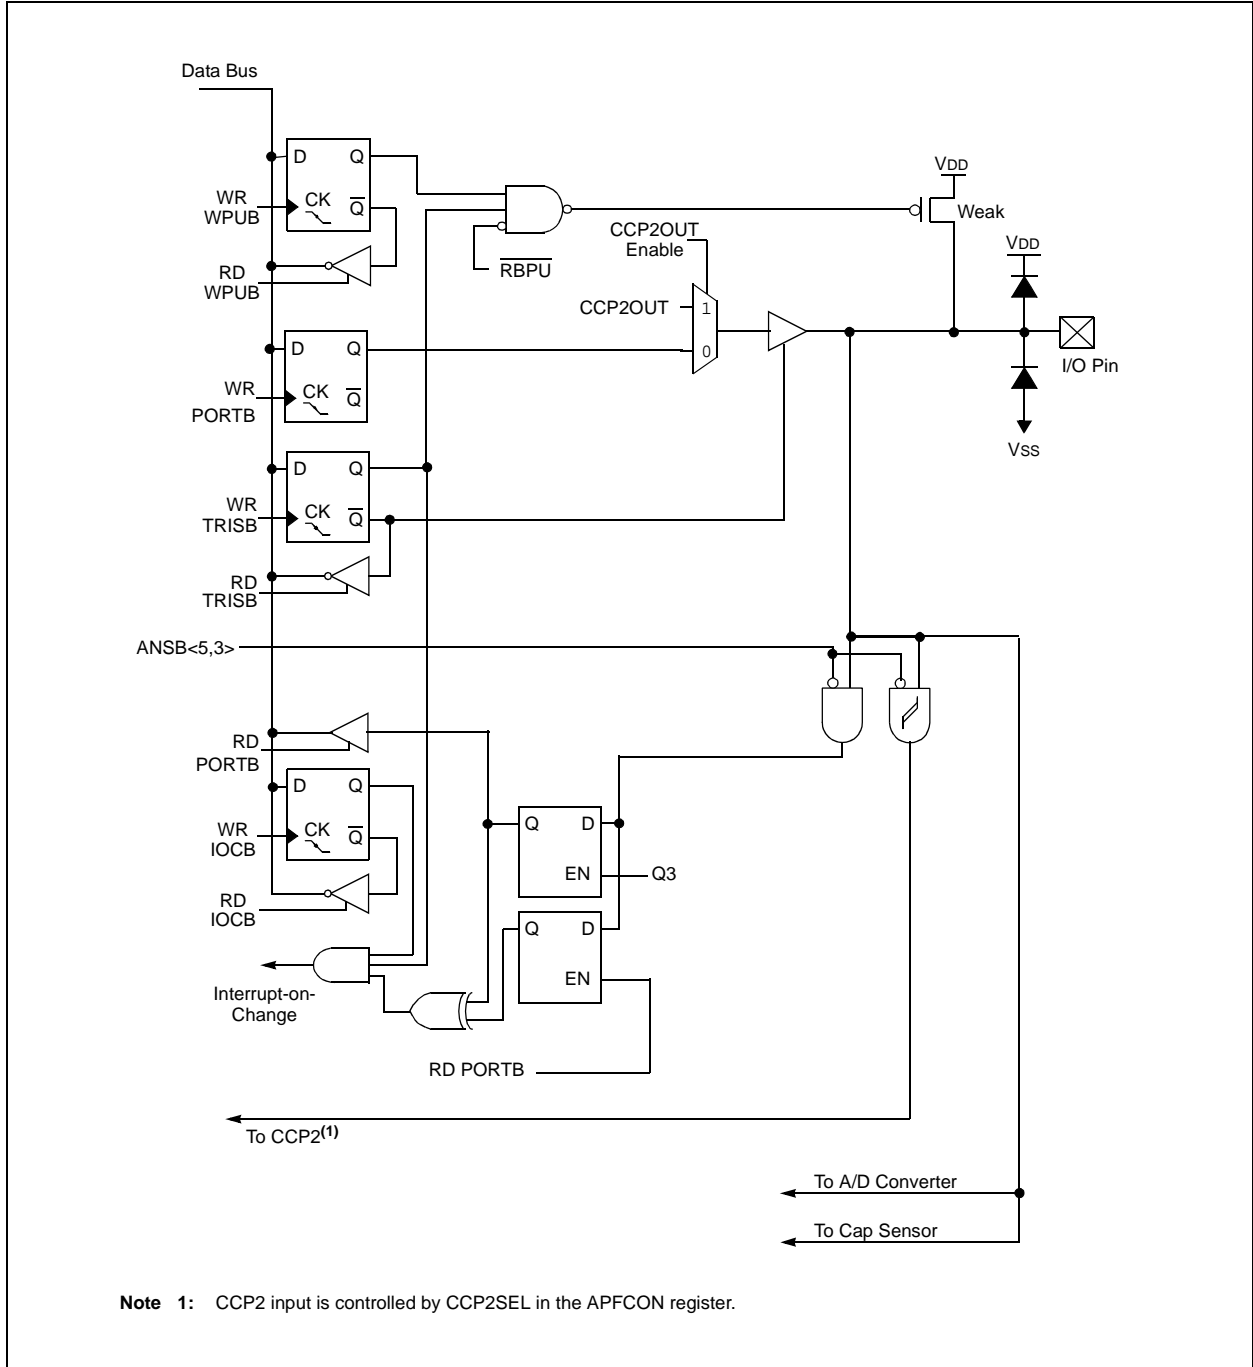 Data Bus
D Q
WR
WPUB
CK
Q̅
RD
WPUB
R̅B̅P̅U̅
CCP2OUT
Enable
CCP2OUT
1
0
VDD
Weak
VDD
I/O Pin
VSS
D Q
WR
PORTB
CK
Q̅
D Q
WR
TRISB
CK
Q̅
RD
TRISB
ANSB<5,3>
RD
PORTB
D Q
WR
IOCB
CK
Q̅
RD
IOCB
Q D
EN
Q3
Q D
EN
Interrupt-on-
Change
RD PORTB
To CCP2(1)
To A/D Converter
To Cap Sensor
Note 1: CCP2 input is controlled by CCP2SEL in the APFCON register.